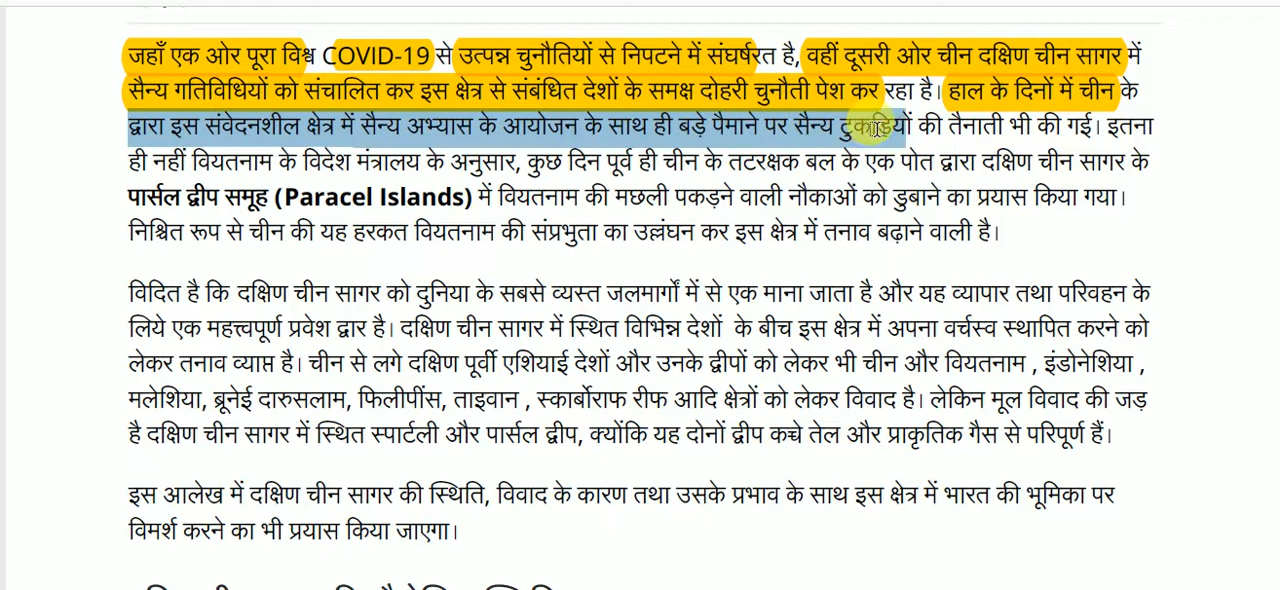 जहाँ एक ओर पूरा विश्व COVID-19 से उत्पन्न चुनौतियों से निपटने में संघर्षरत है, वहीं दूसरी ओर चीन दक्षिण चीन सागर में
सैन्य गतिविधियों को संचालित कर इस क्षेत्र से संबंधित देशों के समक्ष दोहरी चुनौती पेश कर रहा है। हाल के दिनों में चीन के
द्वारा इस संवेदनशील क्षेत्र में सैन्य अभ्यास के आयोजन के साथ ही बड़े पैमाने पर सैन्य टुकड़ियों की तैनाती भी की गई। इतना
ही नहीं वियतनाम के विदेश मंत्रालय के अनुसार, कुछ दिन पूर्व ही चीन के तटरक्षक बल के एक पोत द्वारा दक्षिण चीन सागर के
पार्सल द्वीप समूह (Paracel Islands) में वियतनाम की मछली पकड़ने वाली नौकाओं को डुबाने का प्रयास किया गया।
निश्चित रूप से चीन की यह हरकत वियतनाम की संप्रभुता का उल्लंघन कर इस क्षेत्र में तनाव बढ़ाने वाली है।
विदित है कि दक्षिण चीन सागर को दुनिया के सबसे व्यस्त जलमार्गों में से एक माना जाता है और यह व्यापार तथा परिवहन के
लिये एक महत्त्वपूर्ण प्रवेश द्वार है। दक्षिण चीन सागर में स्थित विभिन्न देशों के बीच इस क्षेत्र में अपना वर्चस्व स्थापित करने को
लेकर तनाव व्याप्त है। चीन से लगे दक्षिण पूर्वी एशियाई देशों और उनके द्वीपों को लेकर भी चीन और वियतनाम , इंडोनेशिया ,
मलेशिया, ब्रूनेई दारुसलाम, फिलीपींस, ताइवान , स्कार्बोराफ रीफ आदि क्षेत्रों को लेकर विवाद है। लेकिन मूल विवाद की जड़
है दक्षिण चीन सागर में स्थित स्पार्टली और पार्सल द्वीप, क्योंकि यह दोनों द्वीप कच्चे तेल और प्राकृतिक गैस से परिपूर्ण हैं।
इस आलेख में दक्षिण चीन सागर की स्थिति, विवाद के कारण तथा उसके प्रभाव के साथ इस क्षेत्र में भारत की भूमिका पर
विमर्श करने का भी प्रयास किया जाएगा।